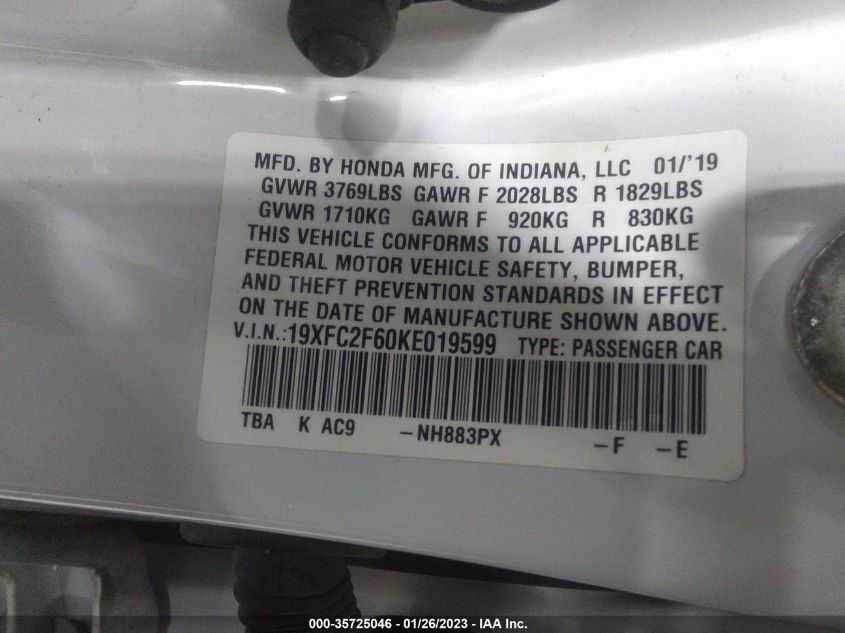 MFD. BY HONDA MFG. OF INDIANA, LLC 01/'19
GVWR 3769LBS GAWR F 2028LBS R 1829LBS
GVWR 1710KG GAWR F 920KG R 830KG
THIS VEHICLE CONFORMS TO ALL APPLICABLE
FEDERAL MOTOR VEHICLE SAFETY, BUMPER,
AND THEFT PREVENTION STANDARDS IN EFFECT
ON THE DATE OF MANUFACTURE SHOWN ABOVE.
V.I.N.:19XFC2F60KE019599 TYPE: PASSENGER CAR
TBA K AC9 –NH883PX –F –E
000-35725046 — 01/26/2023 — IAA Inc.